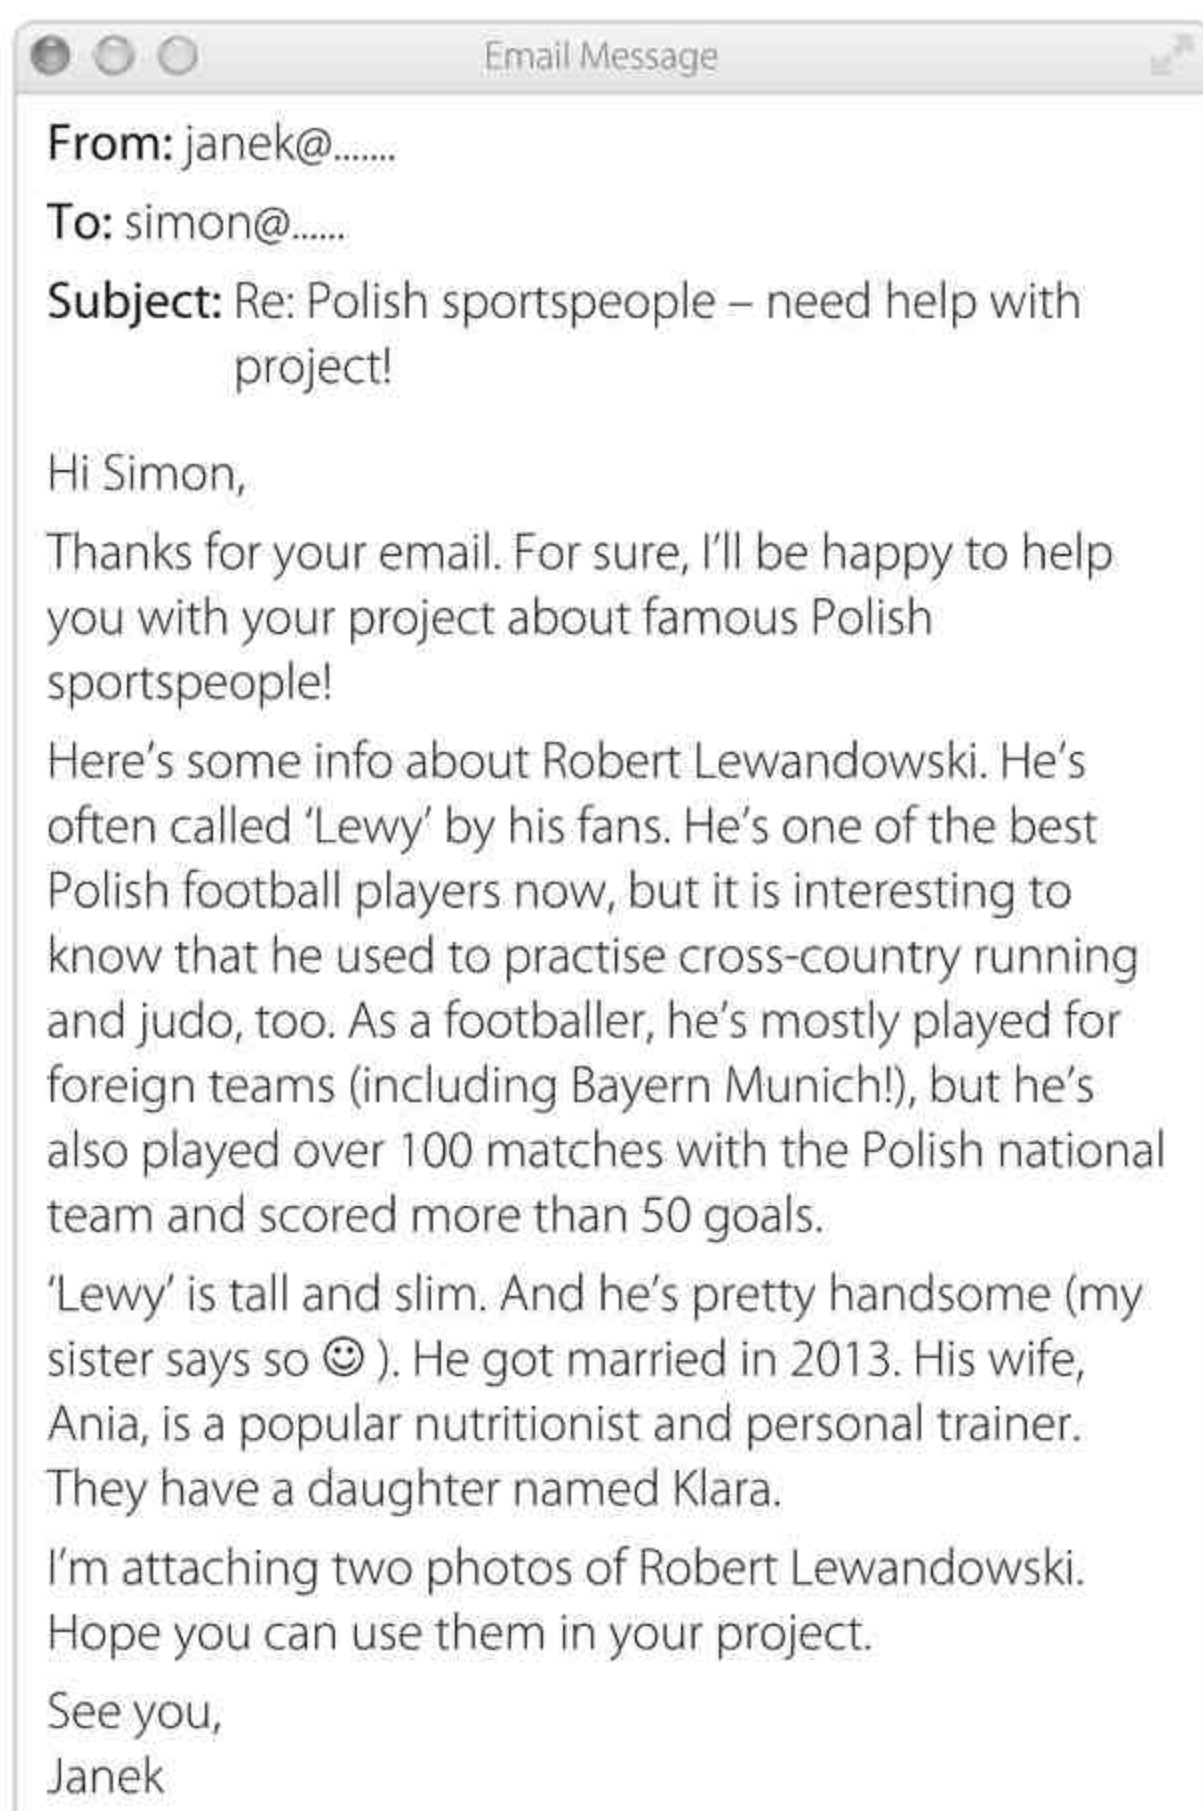 Email Message
From: janek@.......
To: simon@......
Subject: Re: Polish sportspeople – need help with
project!
Hi Simon,
Thanks for your email. For sure, I'll be happy to help
you with your project about famous Polish
sportspeople!
Here's some info about Robert Lewandowski. He's
often called 'Lewy' by his fans. He's one of the best
Polish football players now, but it is interesting to
know that he used to practise cross-country running
and judo, too. As a footballer, he's mostly played for
foreign teams (including Bayern Munich!), but he's
also played over 100 matches with the Polish national
team and scored more than 50 goals.
'Lewy' is tall and slim. And he's pretty handsome (my
sister says so ☺ ). He got married in 2013. His wife,
Ania, is a popular nutritionist and personal trainer.
They have a daughter named Klara.
I'm attaching two photos of Robert Lewandowski.
Hope you can use them in your project.
See you,
Janek